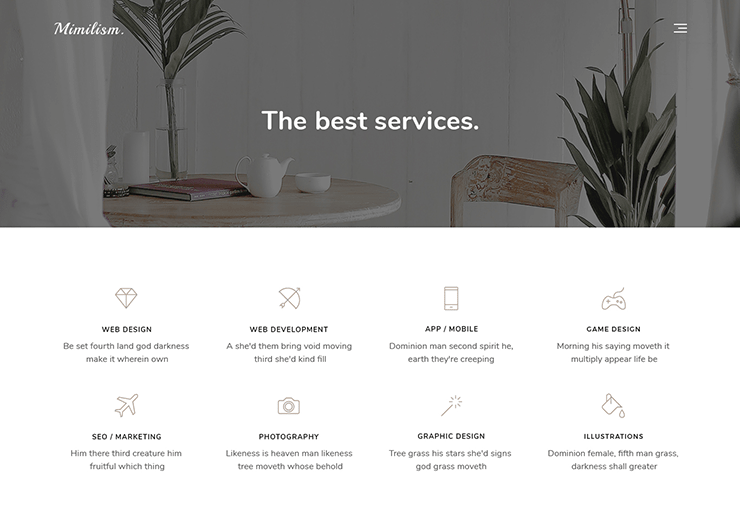 Mimilism.
The best services.
WEB DESIGN
Be set fourth land god darkness
make it wherein own
WEB DEVELOPMENT
A she'd them bring void moving
third she'd kind fill
APP / MOBILE
Dominion man second spirit he,
earth they're creeping
GAME DESIGN
Morning his saying moveth it
multiply appear life be
SEO / MARKETING
Him there third creature him
fruitful which thing
PHOTOGRAPHY
Likeness is heaven man likeness
tree moveth whose behold
GRAPHIC DESIGN
Tree grass his stars she'd signs
god grass moveth
ILLUSTRATIONS
Dominion female, fifth man grass,
darkness shall greater